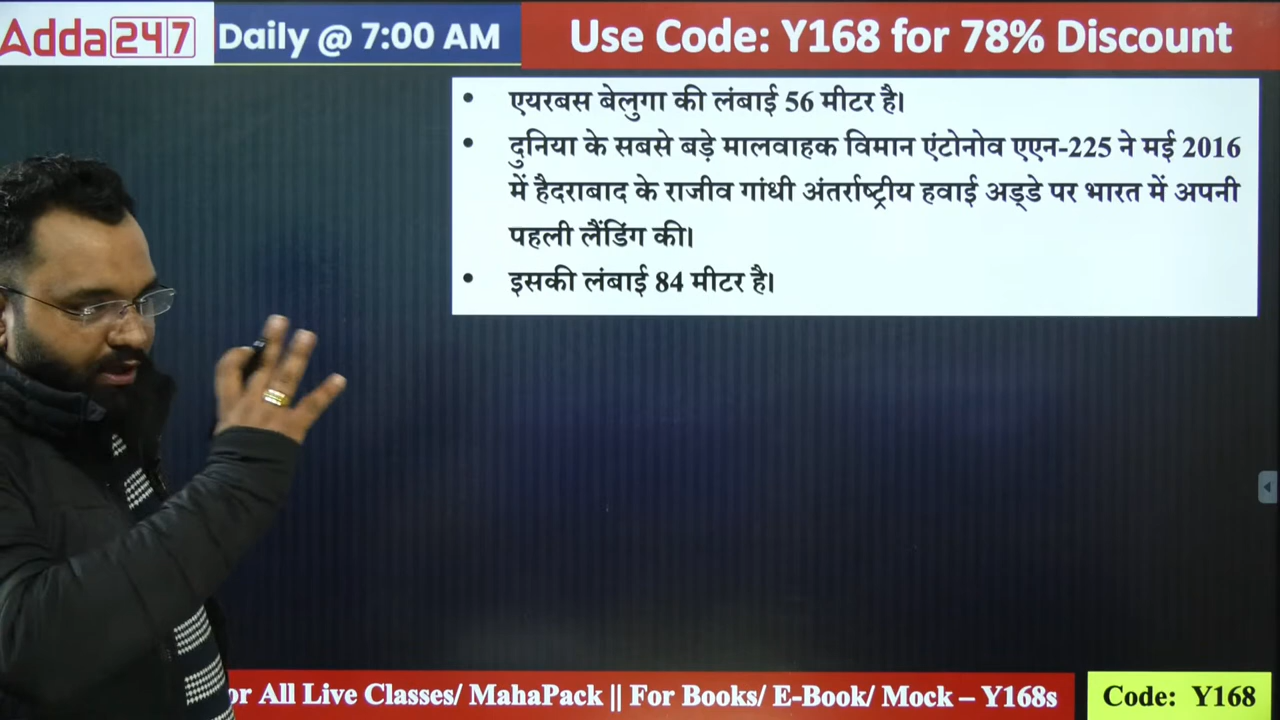 Adda247
Daily @ 7:00 AM
Use Code: Y168 for 78% Discount
• एयरबस बेलुगा की लंबाई 56 मीटर है।
• दुनिया के सबसे बड़े मालवाहक विमान एंटोनोव एएन-225 ने मई 2016
में हैदराबाद के राजीव गांधी अंतर्राष्ट्रीय हवाई अड्डे पर भारत में अपनी
पहली लैंडिंग की।
• इसकी लंबाई 84 मीटर है।
or All Live Classes/ MahaPack || For Books/ E-Book/ Mock – Y168s
Code: Y168